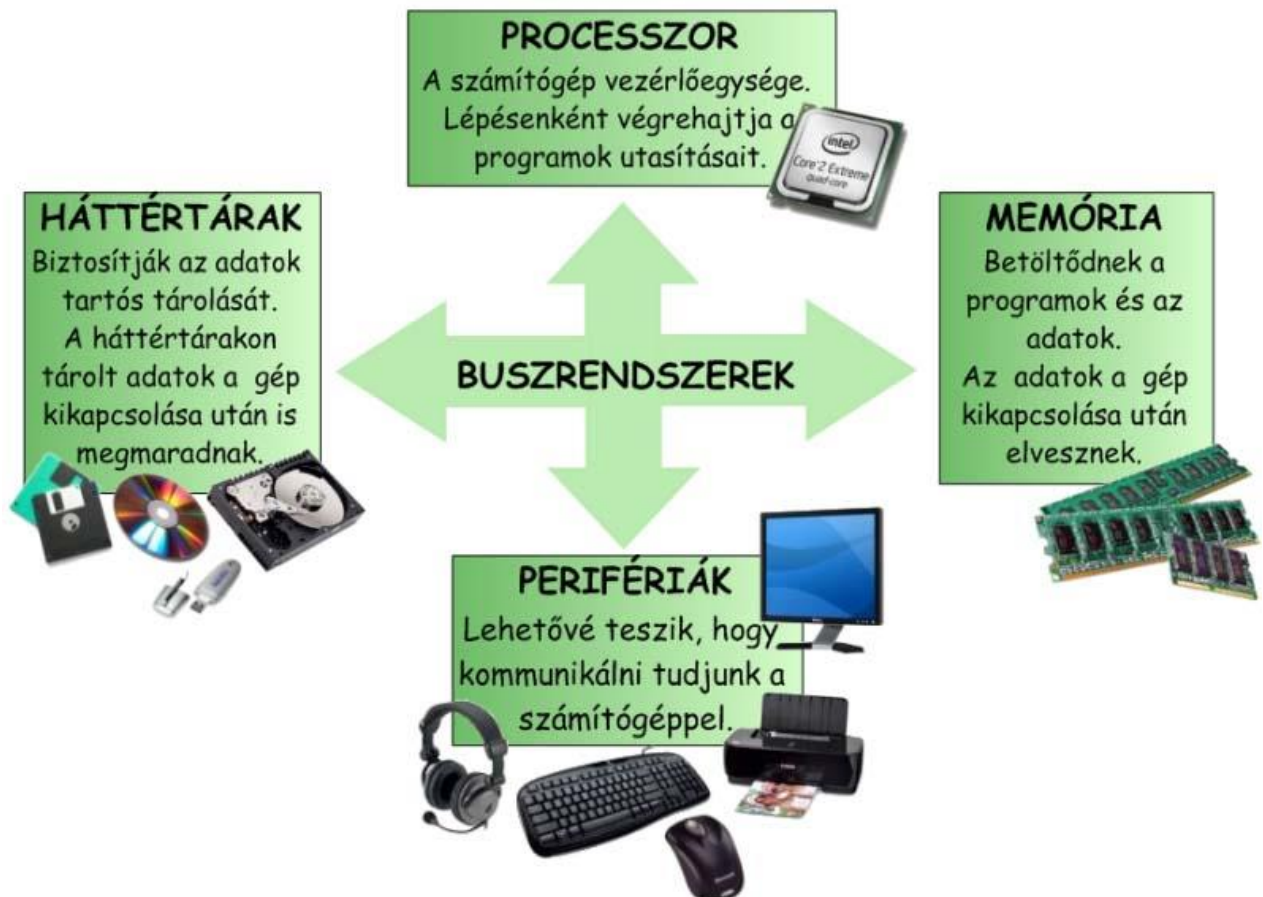 PROCESSZOR
A számítógép vezérlőegysége.
Lépésenként végrehajtja a
programok utasításait.
intel
Core 2 Extreme
quad-core
HÁTTÉRTÁRAK
Biztosítják az adatok
tartós tárolását.
A háttértárakon
tárolt adatok a gép
kikapcsolása után is
megmaradnak.
BUSZRENDSZEREK
MEMÓRIA
Betöltődnek a
programok és az
adatok.
Az adatok a gép
kikapcsolása után
elvesznek.
PERIFÉRIÁK
Lehetővé teszik, hogy
kommunikálni tudjunk a
számítógéppel.